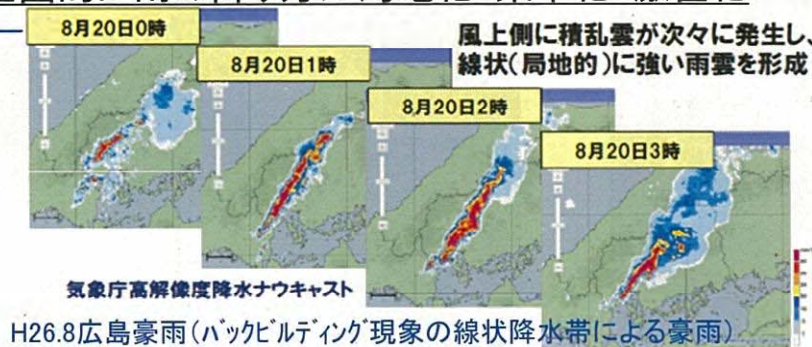 8月20日0時
風上側に積乱雲が次々に発生し、
線状(局地的)に強い雨雲を形成
8月20日1時
8月20日2時
8月20日3時
気象庁高解像度降水ナウキャスト
H26.8広島豪雨(バックビルディング現象の線状降水帯による豪雨)